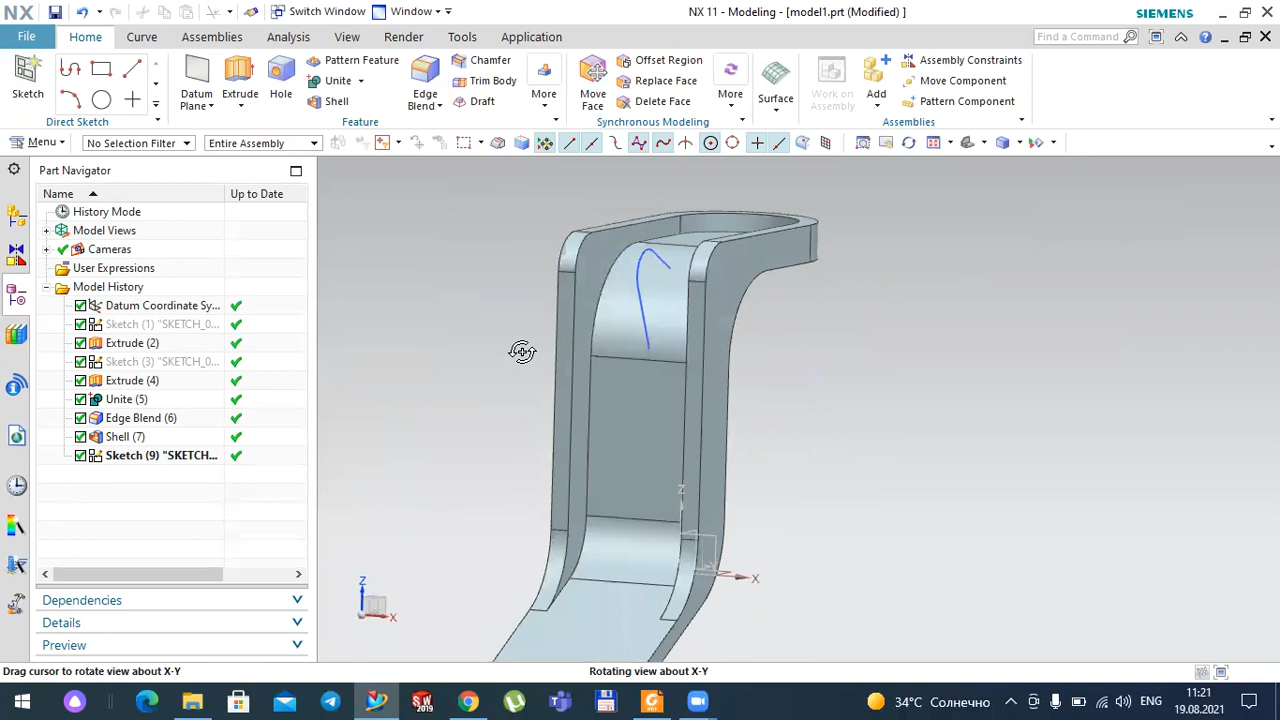 NX
Switch Window
Window
NX 11 - Modeling - [model1.prt (Modified) ]
SIEMENS
File
Home
Curve
Assemblies
Analysis
View
Render
Tools
Application
Find a Command
Sketch
Direct Sketch
Datum Plane
Extrude
Hole
Pattern Feature
Unite
Shell
Edge Blend
Chamfer
Trim Body
Draft
More
Feature
Move Face
Offset Region
Replace Face
Delete Face
More
Synchronous Modeling
Surface
Work on Assembly
Add
Assembly Constraints
Move Component
Pattern Component
Assemblies
Menu
No Selection Filter
Entire Assembly
Part Navigator
Name
Up to Date
History Mode
Model Views
Cameras
User Expressions
Model History
Datum Coordinate Sy...
Sketch (1) "SKETCH_0...
Extrude (2)
Sketch (3) "SKETCH_0...
Extrude (4)
Unite (5)
Edge Blend (6)
Shell (7)
Sketch (9) "SKETCH...
Dependencies
Details
Preview
Z
X
Z
X
Drag cursor to rotate view about X-Y
Rotating view about X-Y
SW
2019
34°C Солнечно
ENG
11:21
19.08.2021